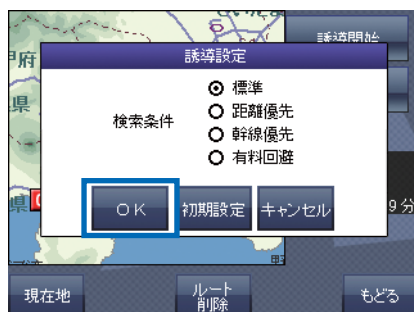 誘導開始
甲府
誘導設定
県
検索条件
標準
距離優先
幹線優先
有料回避
県
OK
初期設定
キャンセル
9分
現在地
ルート
削除
もどる